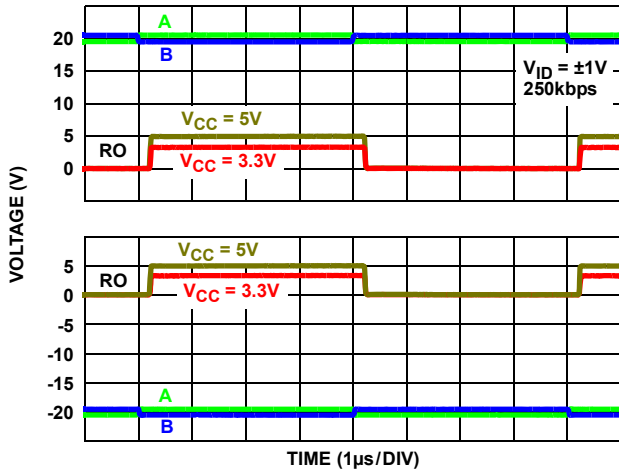 A
20
B
V_ID = ±1V
15
250kbps
10
V_CC = 5V
5
RO
V_CC = 3.3V
0
VOLTAGE (V)
V_CC = 5V
5
RO
V_CC = 3.3V
0
-5
-10
-15
A
-20
B
TIME (1µs/DIV)